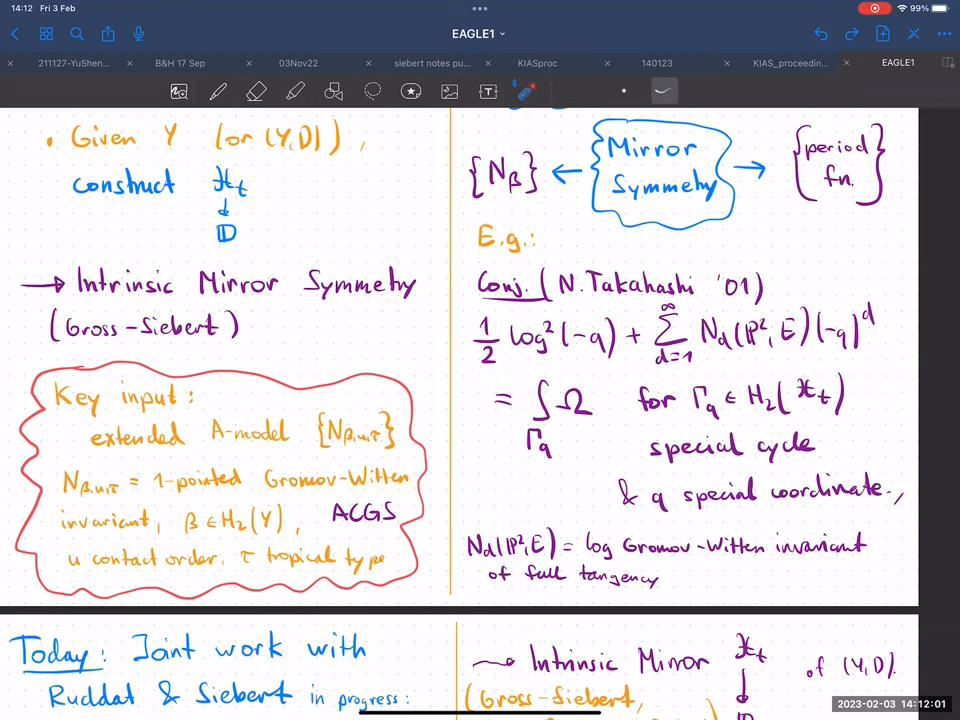 14:12 Fri 3 Feb
99%
EAGLE1
211127-YuShen...
B&H 17 Sep
03Nov22
siebert notes pu...
KIASproc
140123
KIAS_proceedin...
EAGLE1
• Given Y (or (Y,D)),
construct 𝒳t
↓
𝔻
→ Intrinsic Mirror Symmetry
(Gross-Siebert)
Key input:
extended A-model {Nβ,u,τ}
Nβ,u,τ = 1-pointed Gromov-Witten
invariant, β ∈ H₂(Y), ACGS
u contact order, τ tropical type
{Nβ} ← Mirror Symmetry → {period fn.}
E.g.:
Conj. (N. Takahashi '01)
1/2 log²(-q) + ∞∑d=1 Nd(P²,E)(-q)^d
= ∫Γq Ω for Γq ∈ H₂(𝒳t)
special cycle
& q special coordinate.,
Nd(P²,E) = log Gromov-Witten invariant
of full tangency
Today: Joint work with
Ruddat & Siebert in progress:
⇝ Intrinsic Mirror 𝒳t of (Y,D).
↓
(Gross-Siebert,
2023-02-03 14:12:01